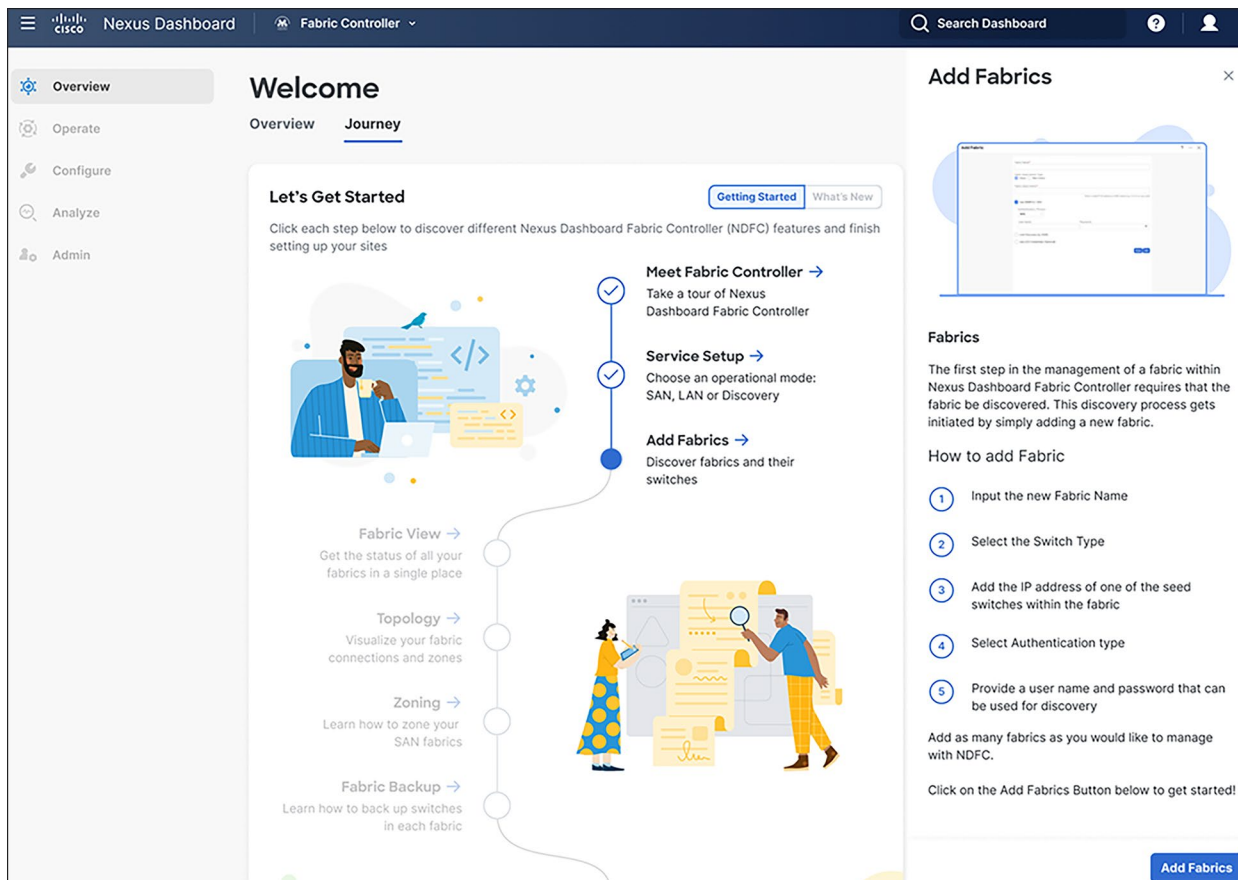 CISCO Nexus Dashboard
Fabric Controller
Search Dashboard
?
Overview
Operate
Configure
Analyze
Admin
Welcome
Overview Journey
Let's Get Started
Getting Started What's New
Click each step below to discover different Nexus Dashboard Fabric Controller (NDFC) features and finish
setting up your sites
Meet Fabric Controller →
Take a tour of Nexus
Dashboard Fabric Controller
Service Setup →
Choose an operational mode:
SAN, LAN or Discovery
Add Fabrics →
Discover fabrics and their
switches
Fabric View →
Get the status of all your
fabrics in a single place
Topology →
Visualize your fabric
connections and zones
Zoning →
Learn how to zone your
SAN fabrics
Fabric Backup →
Learn how to back up switches
in each fabric
Add Fabrics
Add Fabrics
Fabrics
The first step in the management of a fabric within
Nexus Dashboard Fabric Controller requires that the
fabric be discovered. This discovery process gets
initiated by simply adding a new fabric.
How to add Fabric
1 Input the new Fabric Name
2 Select the Switch Type
3 Add the IP address of one of the seed
switches within the fabric
4 Select Authentication type
5 Provide a user name and password that can
be used for discovery
Add as many fabrics as you would like to manage
with NDFC.
Click on the Add Fabrics Button below to get started!
Add Fabrics